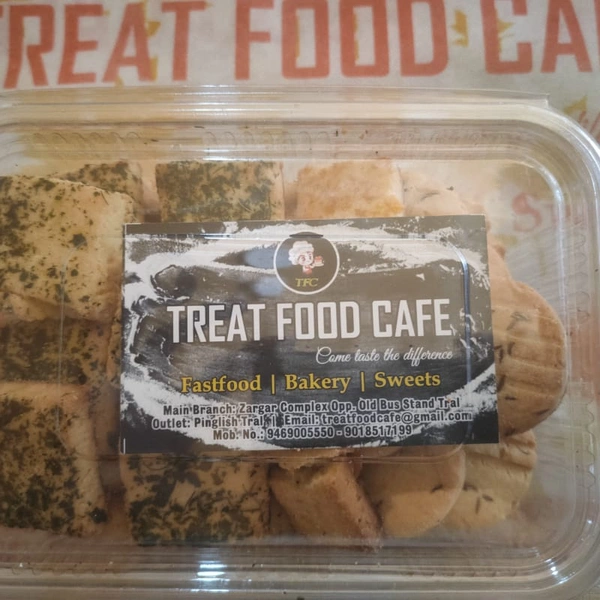 TREAT FOOD CA
TFC
TREAT FOOD CAFE
Come taste the difference
Fastfood | Bakery | Sweets
Main Branch: Zargar Complex Opp. Old Bus Stand Tral
Outlet: Pinglish Tral | Email: treatfoodcafe@gmail.com
Mob. No.: 9469005550 - 9018517199